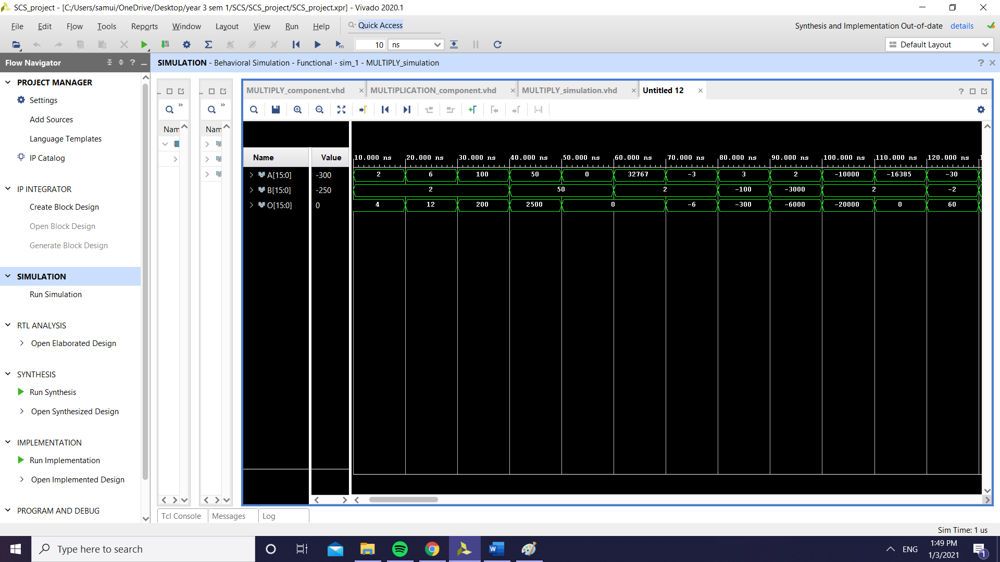 SCS_project - [C:/Users/samui/OneDrive/Desktop/year 3 sem 1/SCS/SCS_project/SCS_project.xpr] - Vivado 2020.1
File Edit Flow Tools Reports Window Layout View Run Help Quick Access
Synthesis and Implementation Out-of-date details
10 ns
Default Layout
Flow Navigator
SIMULATION - Behavioral Simulation - Functional - sim_1 - MULTIPLY_simulation
PROJECT MANAGER
Settings
Add Sources
Language Templates
IP Catalog
IP INTEGRATOR
Create Block Design
Open Block Design
Generate Block Design
SIMULATION
Run Simulation
RTL ANALYSIS
Open Elaborated Design
SYNTHESIS
Run Synthesis
Open Synthesized Design
IMPLEMENTATION
Run Implementation
Open Implemented Design
PROGRAM AND DEBUG
Nam
Nam
MULTIPLY_component.vhd MULTIPLICATION_component.vhd MULTIPLY_simulation.vhd Untitled 12
Name Value
10.000 ns 20.000 ns 30.000 ns 40.000 ns 50.000 ns 60.000 ns 70.000 ns 80.000 ns 90.000 ns 100.000 ns 110.000 ns 120.000 ns
A[15:0] -300 2 6 100 50 0 32767 -3 3 2 -10000 -16385 -30
B[15:0] -250 2 50 2 -100 -3000 2 -2
O[15:0] 0 4 12 200 2500 0 -6 -300 -6000 -20000 0 60
Tcl Console Messages Log
Sim Time: 1 us
Type here to search
ENG
1:49 PM
1/3/2021
1